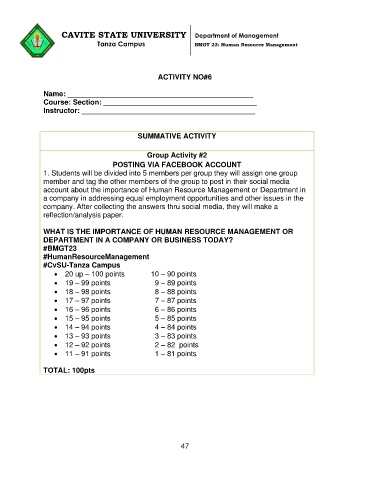 CAVITE STATE UNIVERSITY
Tanza Campus
Department of Management
BMGT 23: Human Resource Management
ACTIVITY NO#6
Name:
Course: Section:
Instructor:
SUMMATIVE ACTIVITY
Group Activity #2
POSTING VIA FACEBOOK ACCOUNT
1. Students will be divided into 5 members per group they will assign one group
member and tag the other members of the group to post in their social media
account about the importance of Human Resource Management or Department in
a company in addressing equal employment opportunities and other issues in the
company. After collecting the answers thru social media, they will make a
reflection/analysis paper.
WHAT IS THE IMPORTANCE OF HUMAN RESOURCE MANAGEMENT OR
DEPARTMENT IN A COMPANY OR BUSINESS TODAY?
#BMGT23
#HumanResourceManagement
#CvSU-Tanza Campus
• 20 up – 100 points 10 – 90 points
• 19 – 99 points 9 – 89 points
• 18 – 98 points 8 – 88 points
• 17 – 97 points 7 – 87 points
• 16 – 96 points 6 – 86 points
• 15 – 95 points 5 – 85 points
• 14 – 94 points 4 – 84 points
• 13 – 93 points 3 – 83 points
• 12 – 92 points 2 – 82 points
• 11 – 91 points 1 – 81 points
TOTAL: 100pts
47